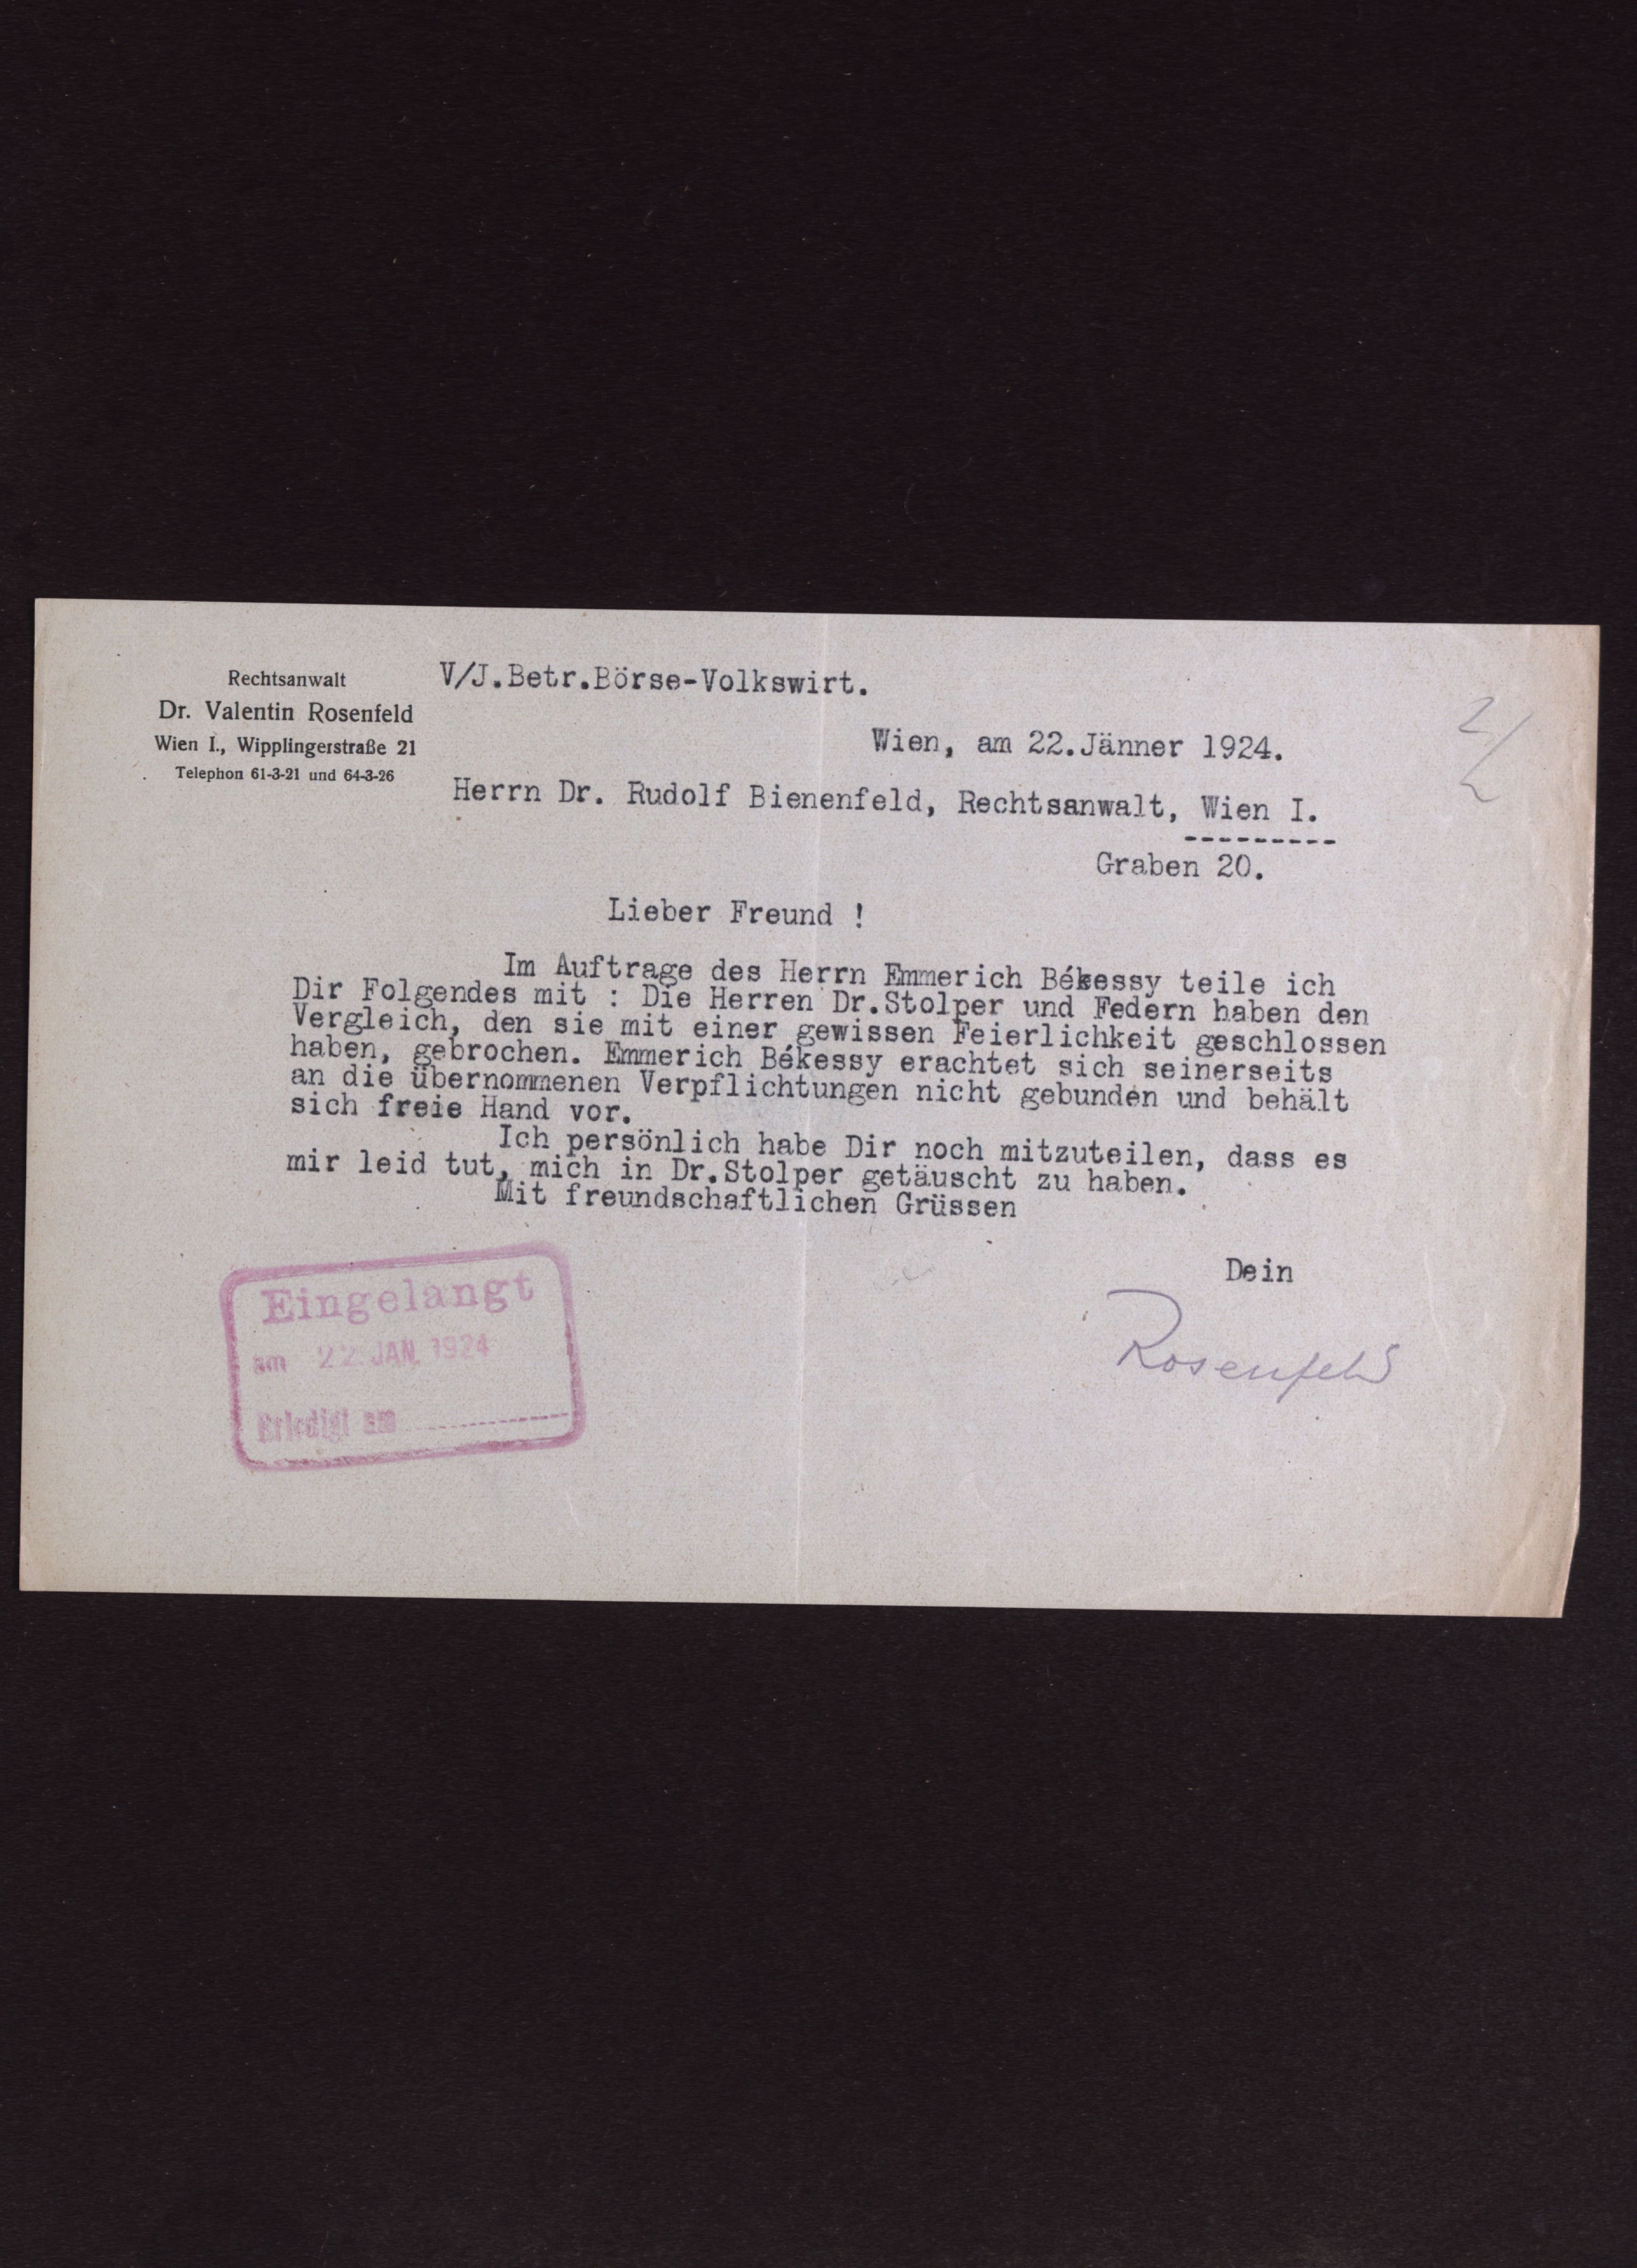 Rechtsanwalt
Dr. Valentin Rosenfeld
Wien I., Wipplingerstraße 21
Telephon 61-3-21 und 64-3-26
V/J.Betr.Börse-Volkswirt.
Wien, am 22.Jänner 1924.
Herrn Dr. Rudolf Bienenfeld, Rechtsanwalt, Wien I.
---------
Graben 20.
Lieber Freund !
Im Auftrage des Herrn Emmerich Békessy teile ich
Dir Folgendes mit : Die Herren Dr.Stolper und Federn haben den
Vergleich, den sie mit einer gewissen Feierlichkeit geschlossen
haben, gebrochen. Emmerich Békessy erachtet sich seinerseits
an die übernommenen Verpflichtungen nicht gebunden und behält
sich freie Hand vor.
Ich persönlich habe Dir noch mitzuteilen, dass es
mir leid tut, mich in Dr.Stolper getäuscht zu haben.
Mit freundschaftlichen Grüssen
Dein
Rosenfeld
Eingelangt
am 22. JAN. 1924
Erledigt am